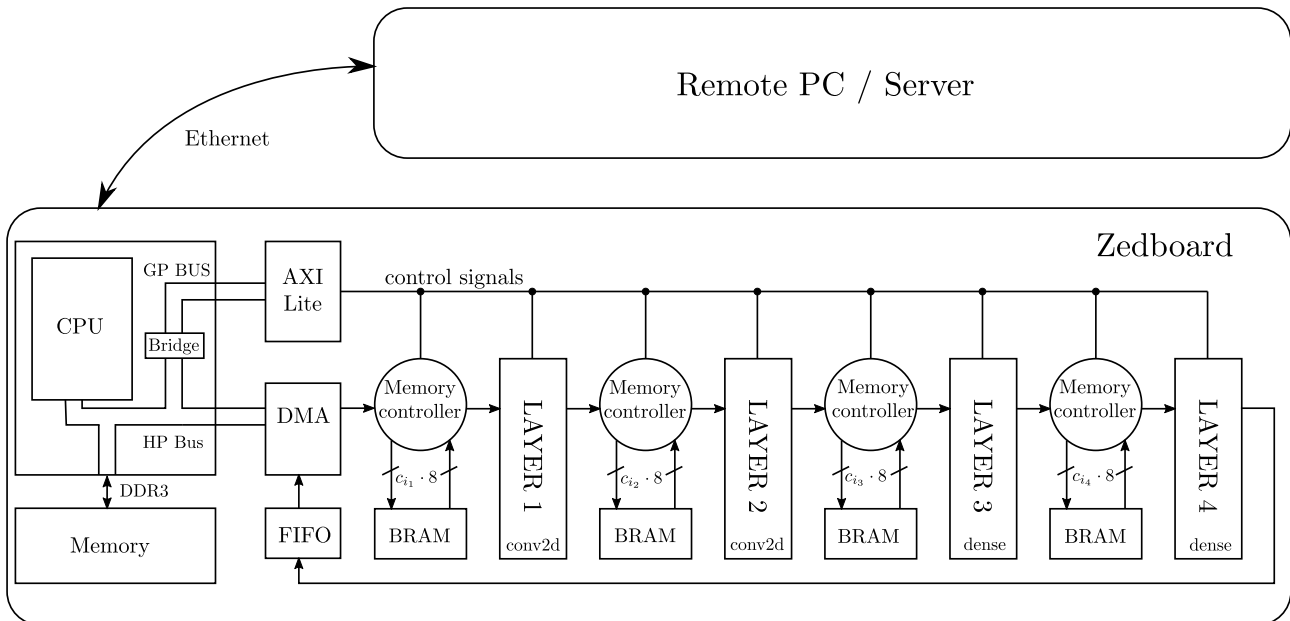 Remote PC / Server
Ethernet
Zedboard
GP BUS
AXI
Lite
control signals
CPU
Bridge
DMA
HP Bus
DDR3
Memory
FIFO
Memory
controller
c_{i_1} · 8
BRAM
LAYER 1
conv2d
Memory
controller
c_{i_2} · 8
BRAM
LAYER 2
conv2d
Memory
controller
c_{i_3} · 8
BRAM
LAYER 3
dense
Memory
controller
c_{i_4} · 8
BRAM
LAYER 4
dense